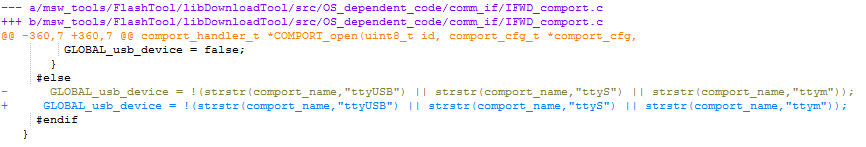 --- a/msw_tools/FlashTool/libDownloadTool/src/OS_dependent_code/comm_if/IFWD_comport.c
+++ b/msw_tools/FlashTool/libDownloadTool/src/OS_dependent_code/comm_if/IFWD_comport.c
@@ -360,7 +360,7 @@ comport_handler_t *COMPORT_open(uint8_t id, comport_cfg_t *comport_cfg,
GLOBAL_usb_device = false;
}
#else
- GLOBAL_usb_device = !(strstr(comport_name,"ttyUSB") || strstr(comport_name,"ttyS") || strstr(comport_name,"ttym"));
+ GLOBAL_usb_device = !(strstr(comport_name,"ttyUSB") || strstr(comport_name,"ttyS") || strstr(comport_name,"ttym"));
#endif
}